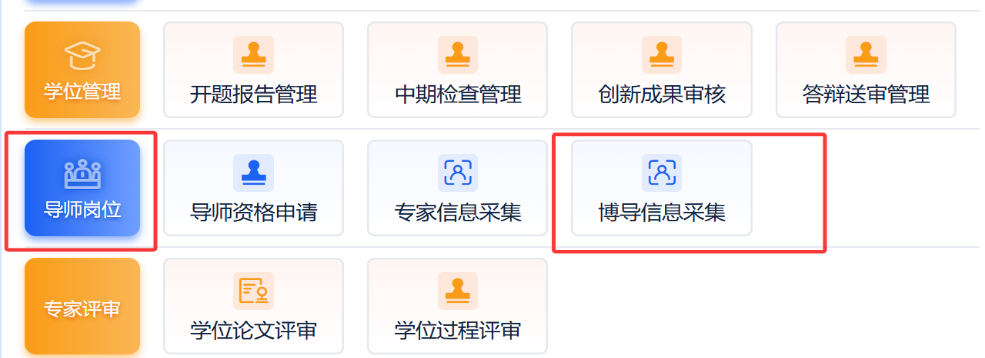 学位管理
开题报告管理
中期检查管理
创新成果审核
答辩送审管理
导师岗位
导师资格申请
专家信息采集
博导信息采集
专家评审
学位论文评审
学位过程评审